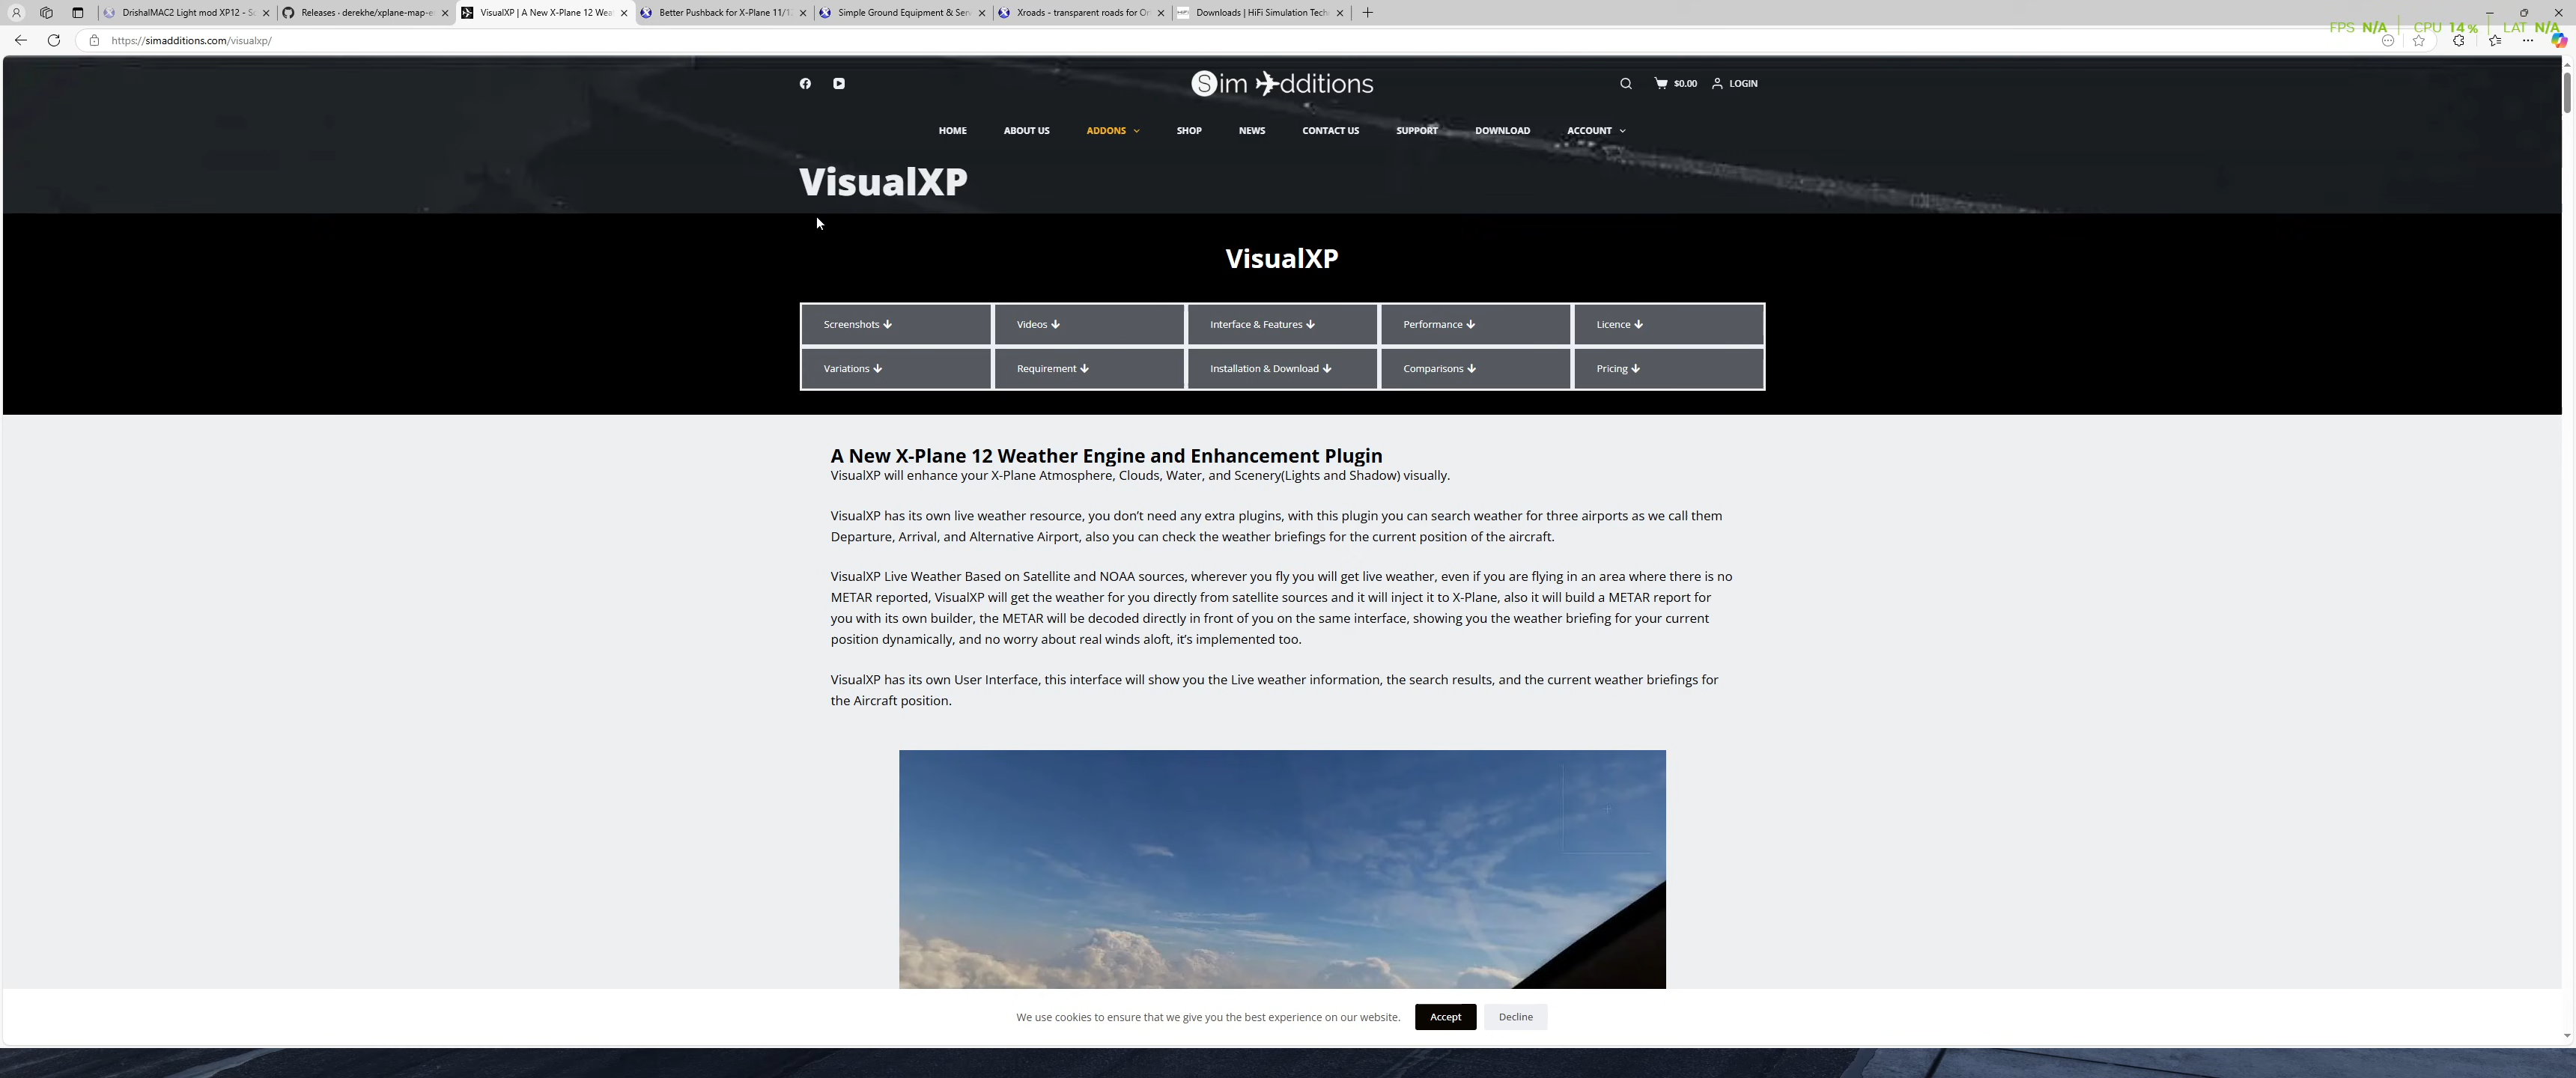 DrishalMAC2 Light mod XP12 - Sc
Releases · derekhe/xplane-map-e
VisualXP | A New X-Plane 12 Wea
Better Pushback for X-Plane 11/1
Simple Ground Equipment & Ser
Xroads - transparent roads for Or
Downloads | HiFi Simulation Tech
FPS N/A CPU 14% LAT N/A
https://simadditions.com/visualxp/
Sim Additions
$0.00 LOGIN
HOME ABOUT US ADDONS SHOP NEWS CONTACT US SUPPORT DOWNLOAD ACCOUNT
VisualXP
VisualXP
Screenshots Videos Interface & Features Performance Licence
Variations Requirement Installation & Download Comparisons Pricing
A New X-Plane 12 Weather Engine and Enhancement Plugin
VisualXP will enhance your X-Plane Atmosphere, Clouds, Water, and Scenery(Lights and Shadow) visually.
VisualXP has its own live weather resource, you don't need any extra plugins, with this plugin you can search weather for three airports as we call them
Departure, Arrival, and Alternative Airport, also you can check the weather briefings for the current position of the aircraft.
VisualXP Live Weather Based on Satellite and NOAA sources, wherever you fly you will get live weather, even if you are flying in an area where there is no
METAR reported, VisualXP will get the weather for you directly from satellite sources and it will inject it to X-Plane, also it will build a METAR report for
you with its own builder, the METAR will be decoded directly in front of you on the same interface, showing you the weather briefing for your current
position dynamically, and no worry about real winds aloft, it's implemented too.
VisualXP has its own User Interface, this interface will show you the Live weather information, the search results, and the current weather briefings for
the Aircraft position.
We use cookies to ensure that we give you the best experience on our website. Accept Decline